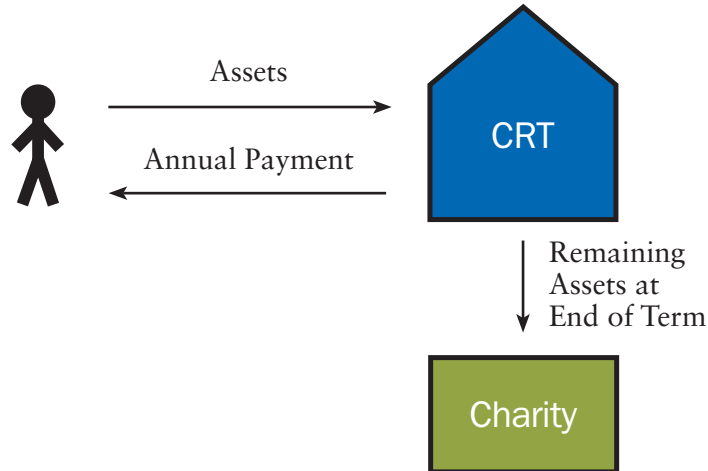 Assets
CRT
Annual Payment
Remaining
Assets at
End of Term
Charity